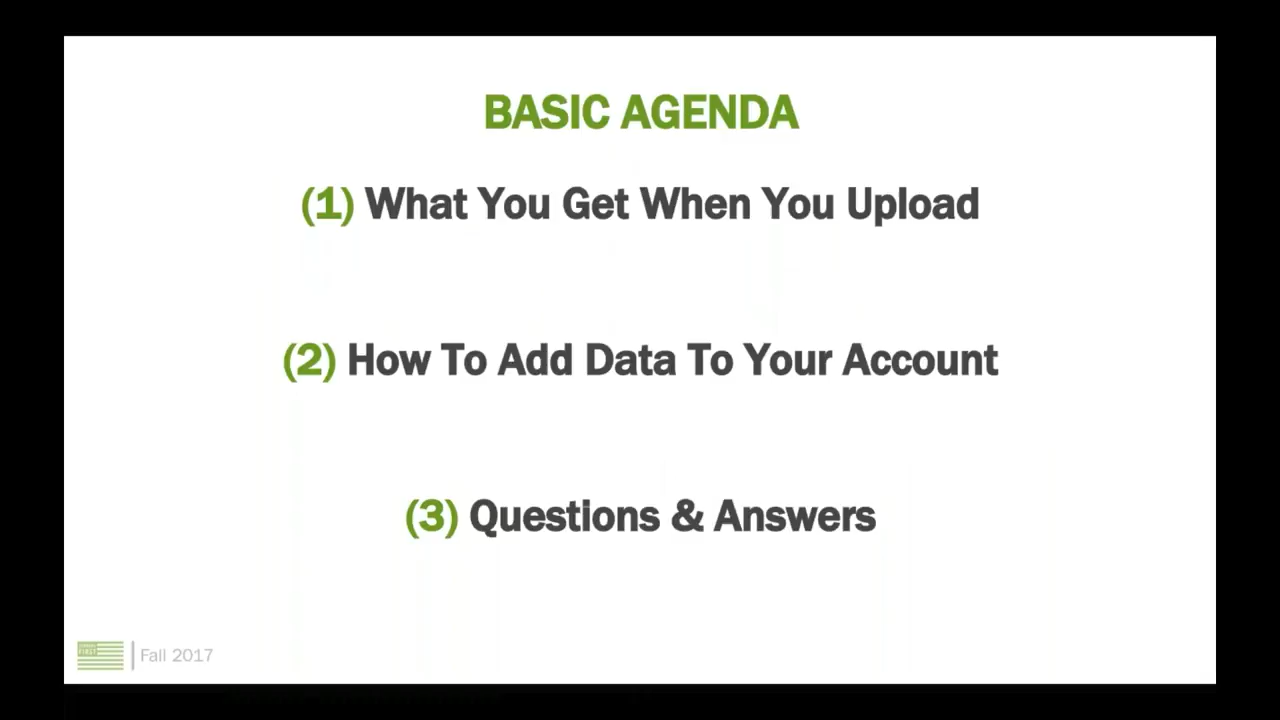 BASIC AGENDA
(1) What You Get When You Upload
(2) How To Add Data To Your Account
(3) Questions & Answers
FIRST
Fall 2017